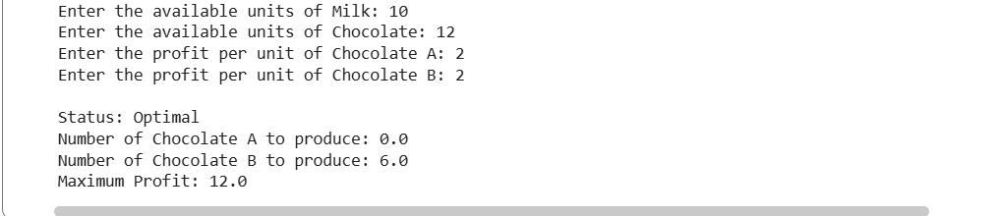 Enter the available units of Milk: 10
Enter the available units of Chocolate: 12
Enter the profit per unit of Chocolate A: 2
Enter the profit per unit of Chocolate B: 2
Status: Optimal
Number of Chocolate A to produce: 0.0
Number of Chocolate B to produce: 6.0
Maximum Profit: 12.0